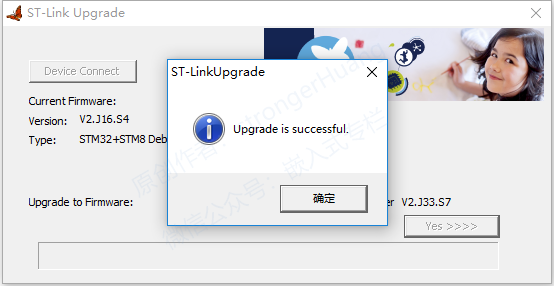 ST-Link Upgrade
Device Connect
Current Firmware:
Version: V2.J16.S4
Type: STM32+STM8 Deb
ST-LinkUpgrade
Upgrade is successful.
确定
Upgrade to Firmware: er V2.J33.S7
Yes >>>>
原创作者: strongerHuang
微信公众号: 嵌入式专栏